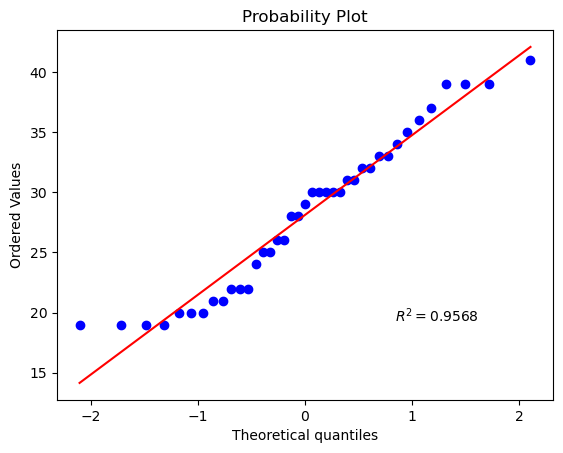 Probability Plot
Ordered Values
40
35
30
25
20
15
R² = 0.9568
−2
−1
0
1
2
Theoretical quantiles